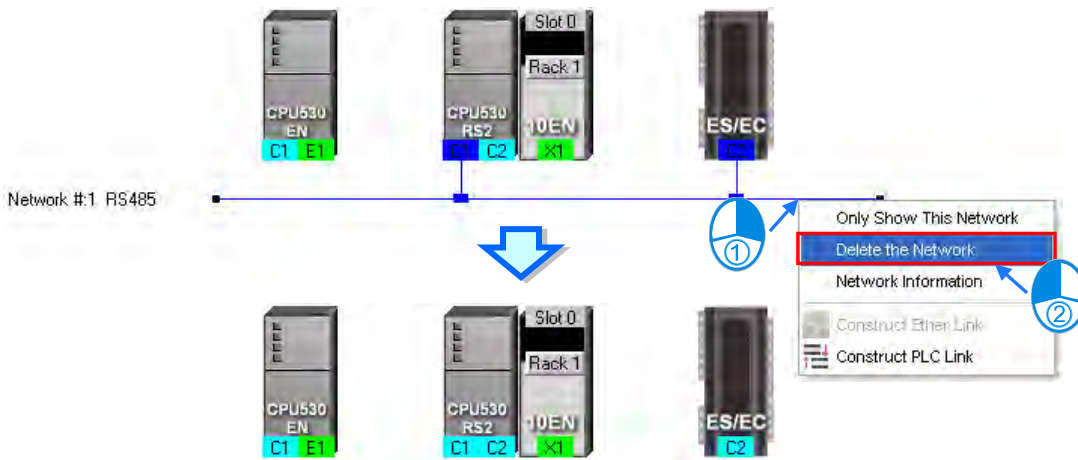 Slot 0
Rack 1
CPU530
EN
C1 E1
CPU530
RS2
C1 C2
10EN
X1
ES/EC
C2
Network #:1 RS485
①
Only Show This Network
Delete the Network
Network Information
Construct Ether Link
Construct PLC Link
②
Slot 0
Rack 1
CPU530
EN
C1 E1
CPU530
RS2
C1 C2
10EN
X1
ES/EC
C2